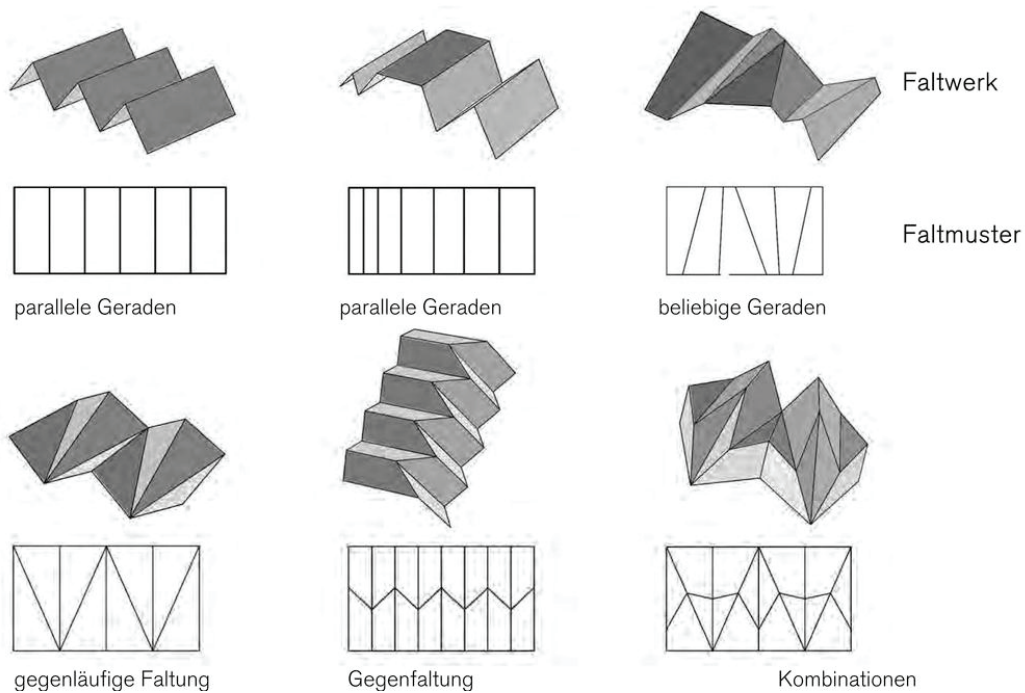 Faltwerk
Faltmuster
parallele Geraden
parallele Geraden
beliebige Geraden
gegenläufige Faltung
Gegenfaltung
Kombinationen